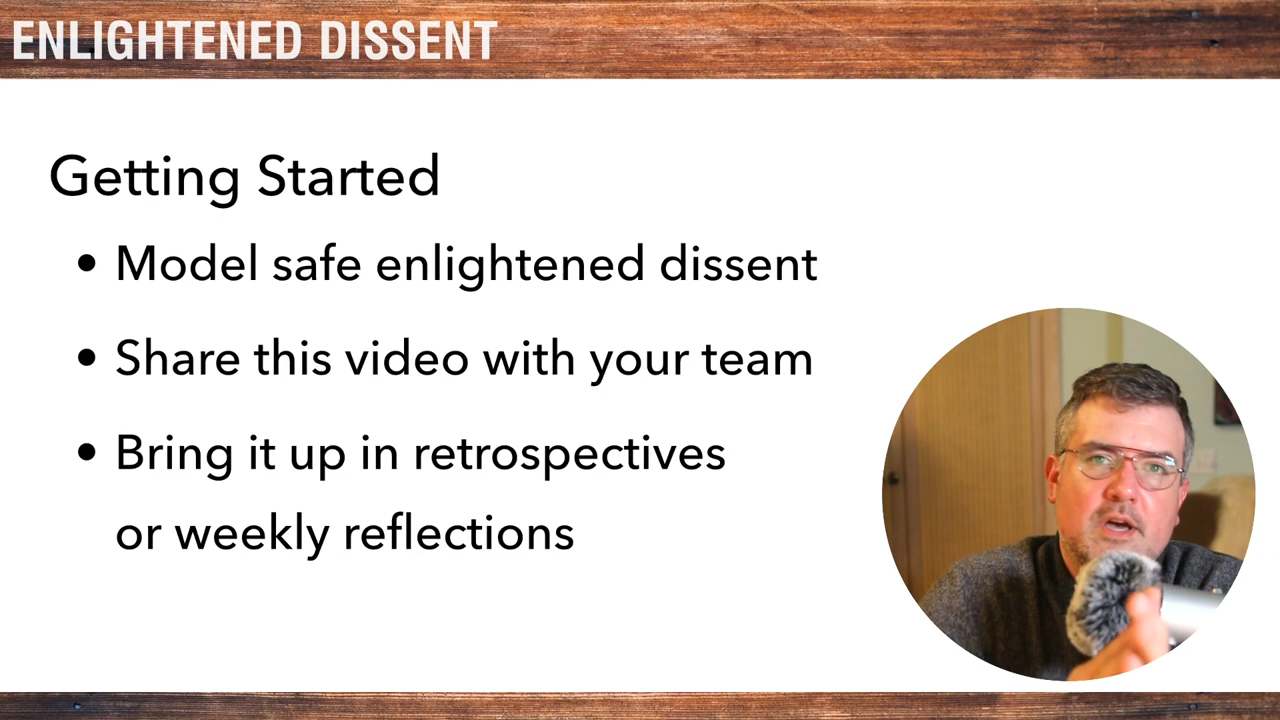 ENLIGHTENED DISSENT
Getting Started
• Model safe enlightened dissent
• Share this video with your team
• Bring it up in retrospectives
or weekly reflections